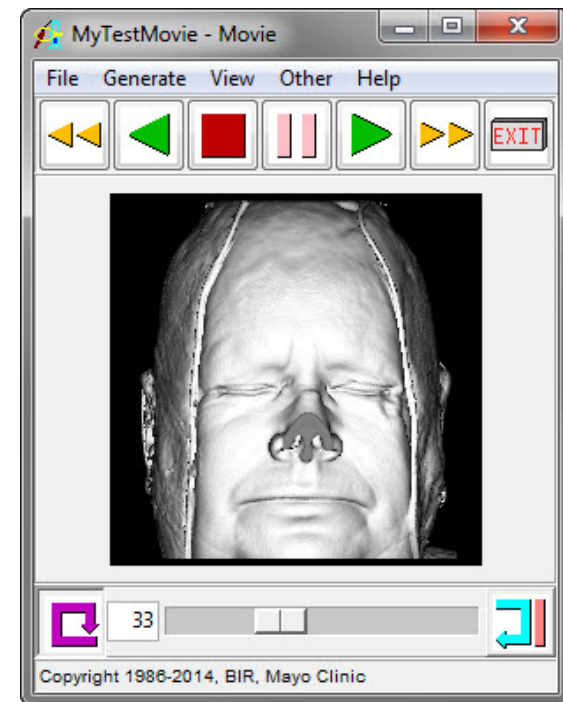 MyTestMovie - Movie
File Generate View Other Help
EXIT
33
Copyright 1986-2014, BIR, Mayo Clinic